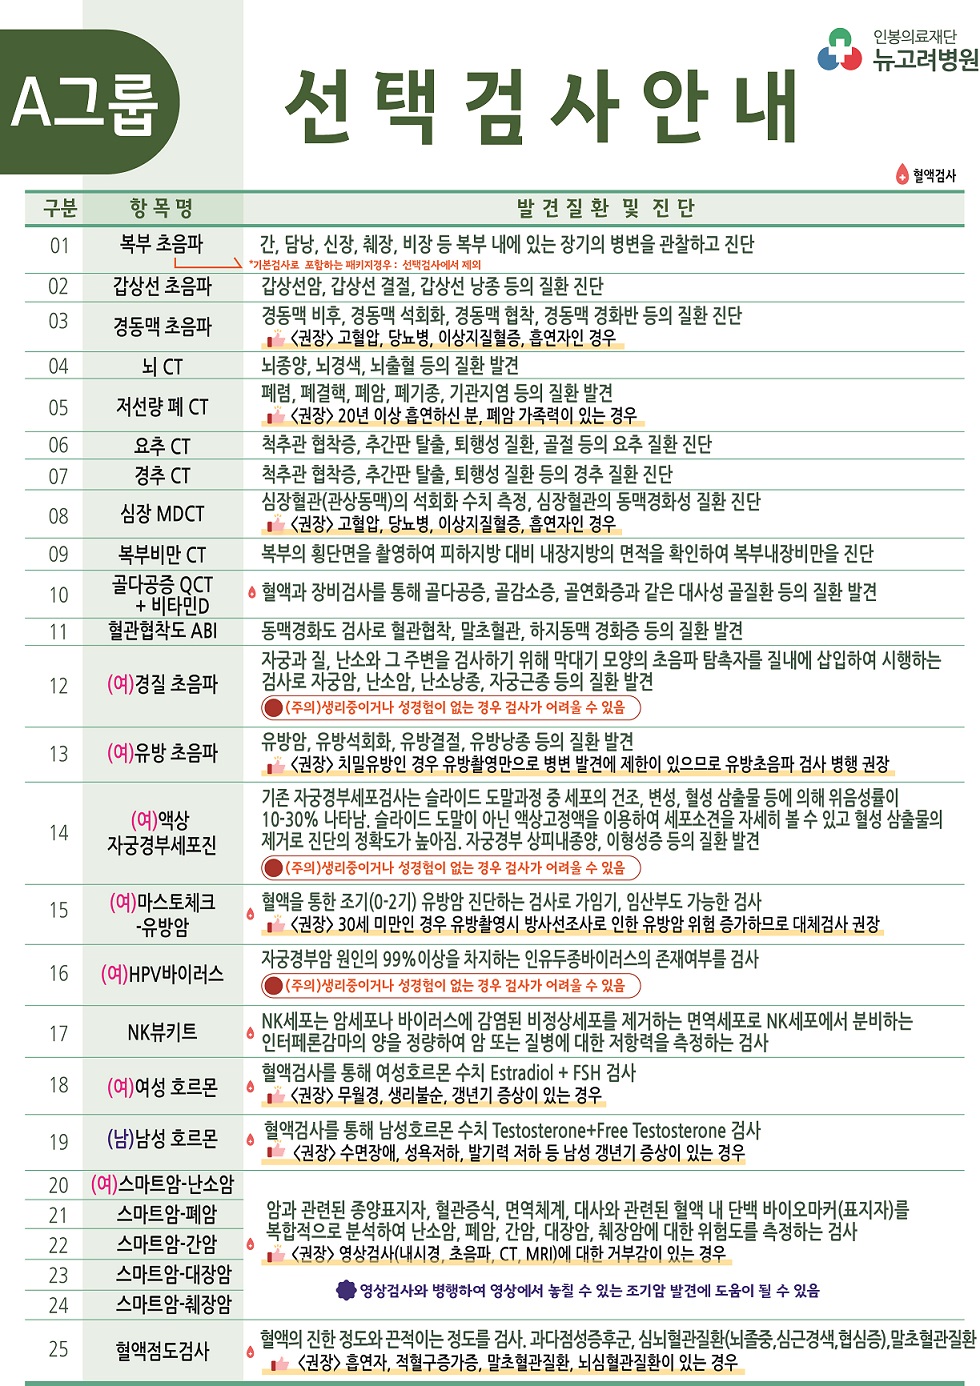 A그룹
선택검사안내
인봉의료재단
뉴고려병원
혈액검사
구분 항목명 발견질환 및 진단
01 복부 초음파 간, 담낭, 신장, 췌장, 비장 등 복부 내에 있는 장기의 병변을 관찰하고 진단
*기본검사로 포함하는 패키지경우 : 선택검사에서 제외
02 갑상선 초음파 갑상선암, 갑상선 결절, 갑상선 낭종 등의 질환 진단
03 경동맥 초음파 경동맥 비후, 경동맥 석회화, 경동맥 협착, 경동맥 경화반 등의 질환 진단
<권장> 고혈압, 당뇨병, 이상지질혈증, 흡연자인 경우
04 뇌 CT 뇌종양, 뇌경색, 뇌출혈 등의 질환 발견
05 저선량 폐 CT 폐렴, 폐결핵, 폐암, 폐기종, 기관지염 등의 질환 발견
<권장> 20년 이상 흡연하신 분, 폐암 가족력이 있는 경우
06 요추 CT 척추관 협착증, 추간판 탈출, 퇴행성 질환, 골절 등의 요추 질환 진단
07 경추 CT 척추관 협착증, 추간판 탈출, 퇴행성 질환 등의 경추 질환 진단
08 심장 MDCT 심장혈관(관상동맥)의 석회화 수치 측정, 심장혈관의 동맥경화성 질환 진단
<권장> 고혈압, 당뇨병, 이상지질혈증, 흡연자인 경우
09 복부비만 CT 복부의 횡단면을 촬영하여 피하지방 대비 내장지방의 면적을 확인하여 복부내장비만을 진단
10 골다공증 QCT
+ 비타민D
혈액과 장비검사를 통해 골다공증, 골감소증, 골연화증과 같은 대사성 골질환 등의 질환 발견
11 혈관협착도 ABI 동맥경화도 검사로 혈관협착, 말초혈관, 하지동맥 경화증 등의 질환 발견
12 (여)경질 초음파 자궁과 질, 난소와 그 주변을 검사하기 위해 막대기 모양의 초음파 탐촉자를 질내에 삽입하여 시행하는
검사로 자궁암, 난소암, 난소낭종, 자궁근종 등의 질환 발견
(주의)생리중이거나 성경험이 없는 경우 검사가 어려울 수 있음
13 (여)유방 초음파 유방암, 유방석회화, 유방결절, 유방낭종 등의 질환 발견
<권장> 치밀유방인 경우 유방촬영만으로 병변 발견에 제한이 있으므로 유방초음파 검사 병행 권장
14 (여)액상
자궁경부세포진
기존 자궁경부세포검사는 슬라이드 도말과정 중 세포의 건조, 변성, 혈성 삼출물 등에 의해 위음성률이
10-30% 나타남. 슬라이드 도말이 아닌 액상고정액을 이용하여 세포소견을 자세히 볼 수 있고 혈성 삼출물의
제거로 진단의 정확도가 높아짐. 자궁경부 상피내종양, 이형성증 등의 질환 발견
(주의)생리중이거나 성경험이 없는 경우 검사가 어려울 수 있음
15 (여)마스토체크
-유방암
혈액을 통한 조기(0-2기) 유방암 진단하는 검사로 가임기, 임산부도 가능한 검사
<권장> 30세 미만인 경우 유방촬영시 방사선조사로 인한 유방암 위험 증가하므로 대체검사 권장
16 (여)HPV바이러스 자궁경부암 원인의 99%이상을 차지하는 인유두종바이러스의 존재여부를 검사
(주의)생리중이거나 성경험이 없는 경우 검사가 어려울 수 있음
17 NK뷰키트 NK세포는 암세포나 바이러스에 감염된 비정상세포를 제거하는 면역세포로 NK세포에서 분비하는
인터페론감마의 양을 정량하여 암 또는 질병에 대한 저항력을 측정하는 검사
18 (여)여성 호르몬 혈액검사를 통해 여성호르몬 수치 Estradiol + FSH 검사
<권장> 무월경, 생리불순, 갱년기 증상이 있는 경우
19 (남)남성 호르몬 혈액검사를 통해 남성호르몬 수치 Testosterone+Free Testosterone 검사
<권장> 수면장애, 성욕저하, 발기력 저하 등 남성 갱년기 증상이 있는 경우
20 (여)스마트암-난소암
21 스마트암-폐암
22 스마트암-간암
23 스마트암-대장암
24 스마트암-췌장암
암과 관련된 종양표지자, 혈관증식, 면역체계, 대사와 관련된 혈액 내 단백 바이오마커(표지자)를
복합적으로 분석하여 난소암, 폐암, 간암, 대장암, 췌장암에 대한 위험도를 측정하는 검사
<권장> 영상검사(내시경, 초음파, CT, MRI)에 대한 거부감이 있는 경우
영상검사와 병행하여 영상에서 놓칠 수 있는 조기암 발견에 도움이 될 수 있음
25 혈액점도검사 혈액의 진한 정도와 끈적이는 정도를 검사. 과다점성증후군, 심뇌혈관질환(뇌졸중,심근경색,협심증),말초혈관질환
<권장> 흡연자, 적혈구증가증, 말초혈관질환, 뇌심혈관질환이 있는 경우